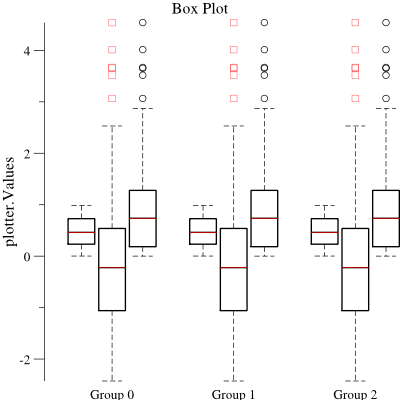 Box Plot
plotter.Values
4
2
0
-2
Group 0
Group 1
Group 2